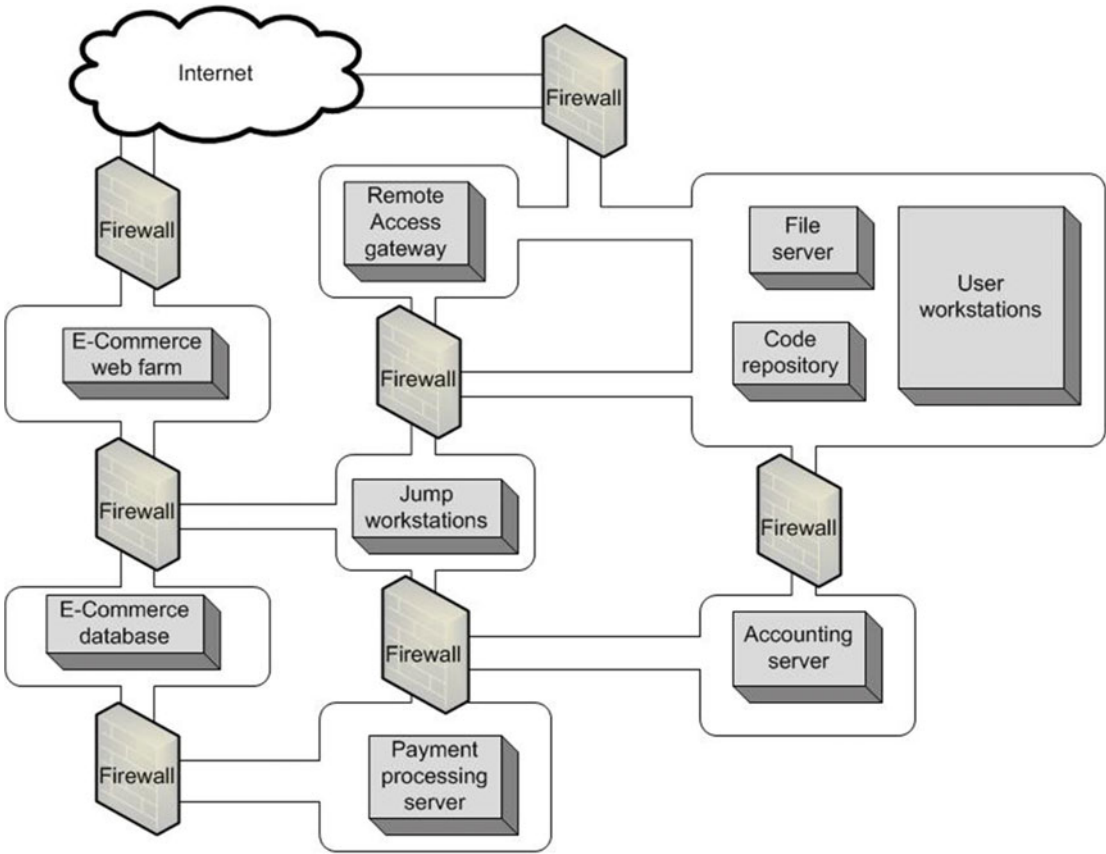 Internet
Firewall
Firewall
Remote
Access
gateway
File
server
User
workstations
E-Commerce
web farm
Firewall
Code
repository
Firewall
Jump
workstations
Firewall
E-Commerce
database
Firewall
Accounting
server
Firewall
Payment
processing
server